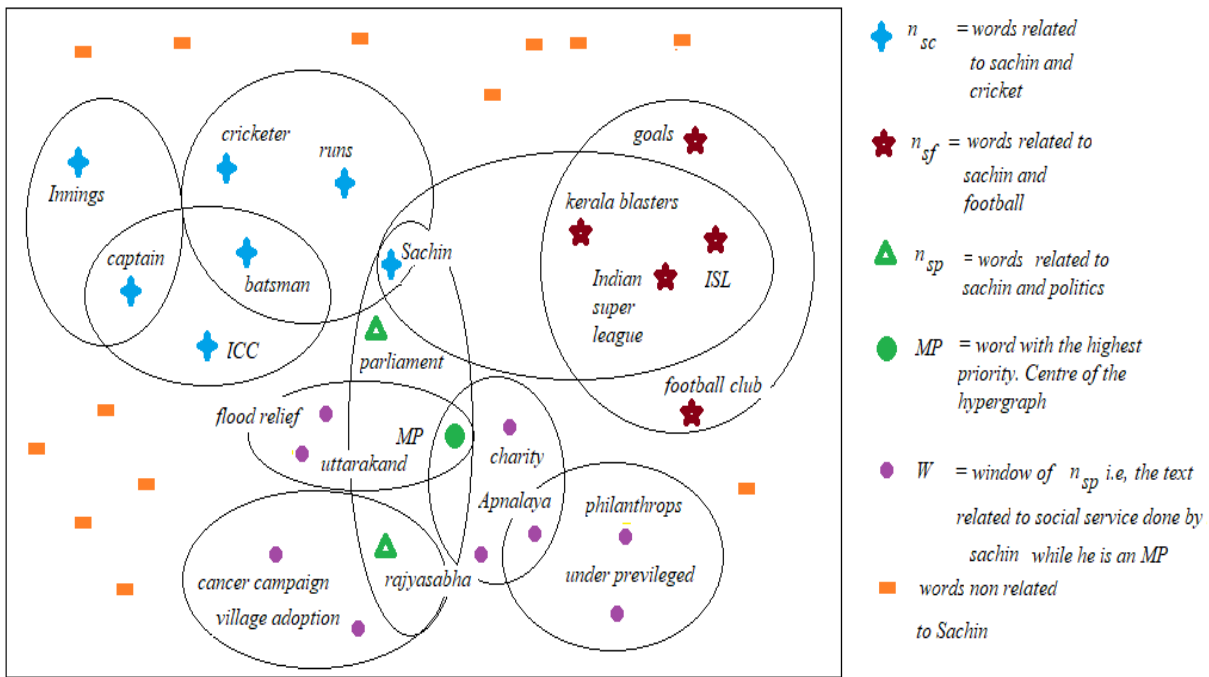 cricketer
runs
goals
Innings
kerala blasters
Sachin
captain
batsman
Indian
super
league
ISL
ICC
parliament
football club
flood relief
MP
uttarakand
charity
Apnalaya
philanthrops
cancer campaign
rajyasabha
under previleged
village adoption
n sc = words related
to sachin and
cricket
n sf = words related to
sachin and
football
n sp = words related to
sachin and politics
MP = word with the highest
priority. Centre of the
hypergraph
W = window of n sp i.e, the text
related to social service done by
sachin while he is an MP
words non related
to Sachin